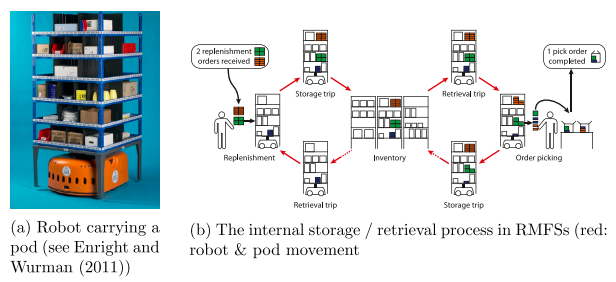 2 replenishment
orders received
Storage trip
Replenishment
Retrieval trip
Inventory
Retrieval trip
Storage trip
1 pick order
completed
Order picking
(a) Robot carrying a
pod (see Enright and
Wurman (2011))
(b) The internal storage / retrieval process in RMFSs (red:
robot & pod movement